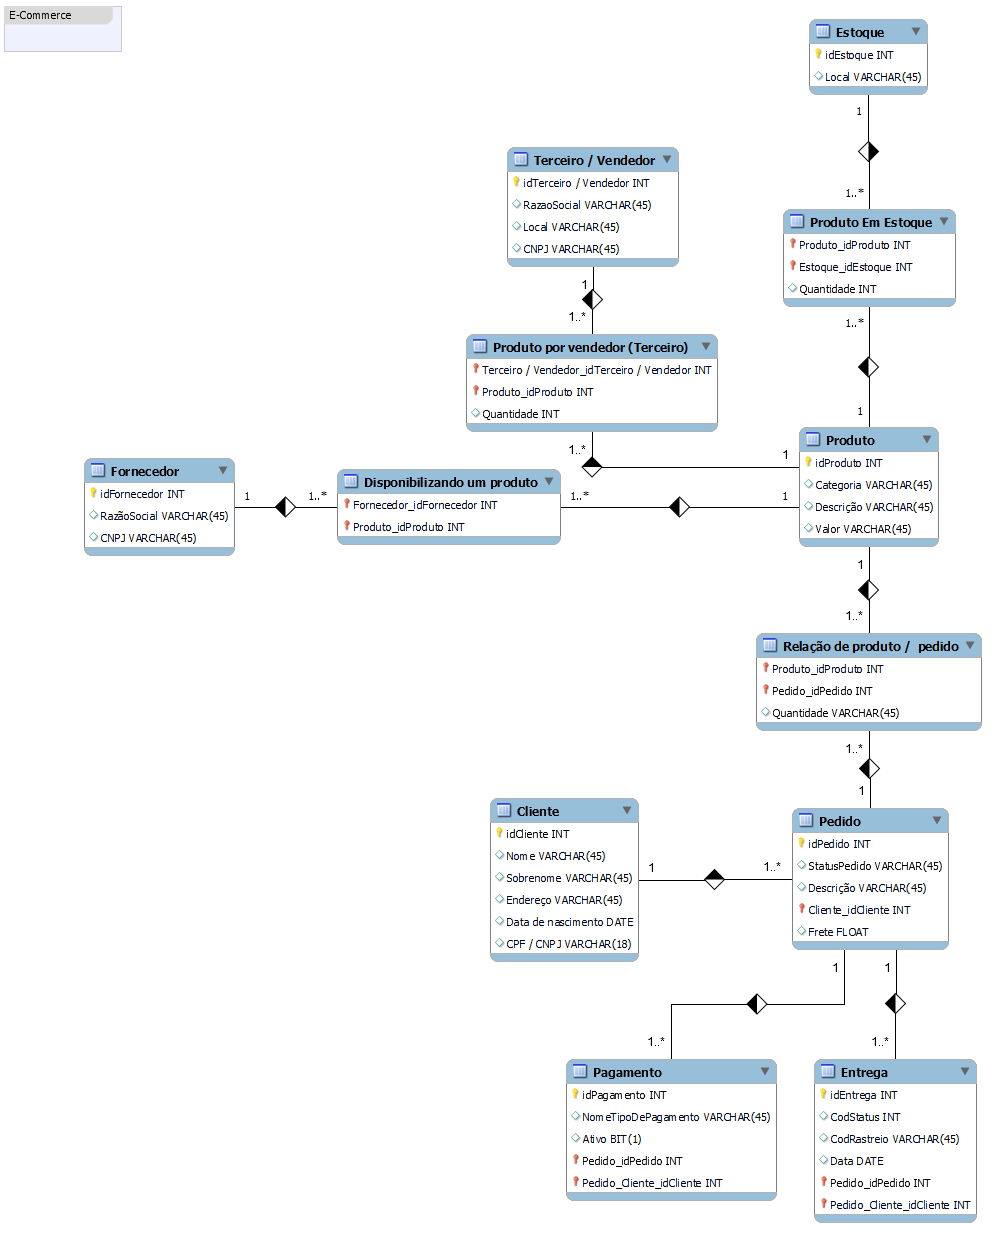 E-Commerce
Estoque
idEstoque INT
Local VARCHAR(45)
1
1..*
Terceiro / Vendedor
idTerceiro / Vendedor INT
RazaoSocial VARCHAR(45)
Local VARCHAR(45)
CNPJ VARCHAR(45)
1
1..*
Produto Em Estoque
Produto_idProduto INT
Estoque_idEstoque INT
Quantidade INT
1..*
1
Produto por vendedor (Terceiro)
Terceiro / Vendedor_idTerceiro / Vendedor INT
Produto_idProduto INT
Quantidade INT
1..*
1
Produto
idProduto INT
Categoria VARCHAR(45)
Descrição VARCHAR(45)
Valor VARCHAR(45)
Fornecedor
idFornecedor INT
RazãoSocial VARCHAR(45)
CNPJ VARCHAR(45)
1
1..*
Disponibilizando um produto
Fornecedor_idFornecedor INT
Produto_idProduto INT
1..*
1
1
1..*
Relação de produto / pedido
Produto_idProduto INT
Pedido_idPedido INT
Quantidade VARCHAR(45)
1..*
1
Cliente
idCliente INT
Nome VARCHAR(45)
Sobrenome VARCHAR(45)
Endereço VARCHAR(45)
Data de nascimento DATE
CPF / CNPJ VARCHAR(18)
1
1..*
Pedido
idPedido INT
StatusPedido VARCHAR(45)
Descrição VARCHAR(45)
Cliente_idCliente INT
Frete FLOAT
1
1
1..*
1..*
Pagamento
idPagamento INT
NomeTipoDePagamento VARCHAR(45)
Ativo BIT(1)
Pedido_idPedido INT
Pedido_Cliente_idCliente INT
Entrega
idEntrega INT
CodStatus INT
CodRastreio VARCHAR(45)
Data DATE
Pedido_idPedido INT
Pedido_Cliente_idCliente INT